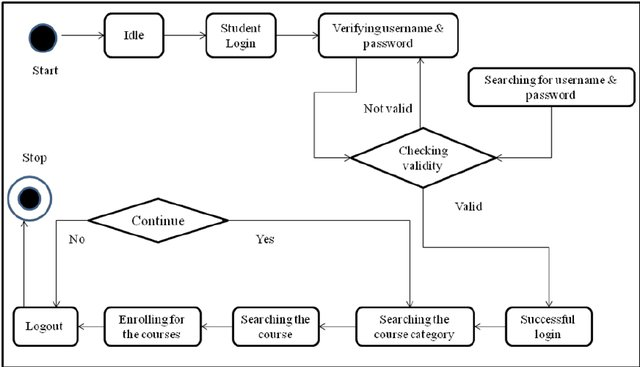 Start
Idle
Student
Login
Verifying username &
password
Searching for username &
password
Not valid
Checking
validity
Valid
Stop
Continue
No
Yes
Logout
Enrolling for
the courses
Searching the
course
Searching the
course category
Successful
login